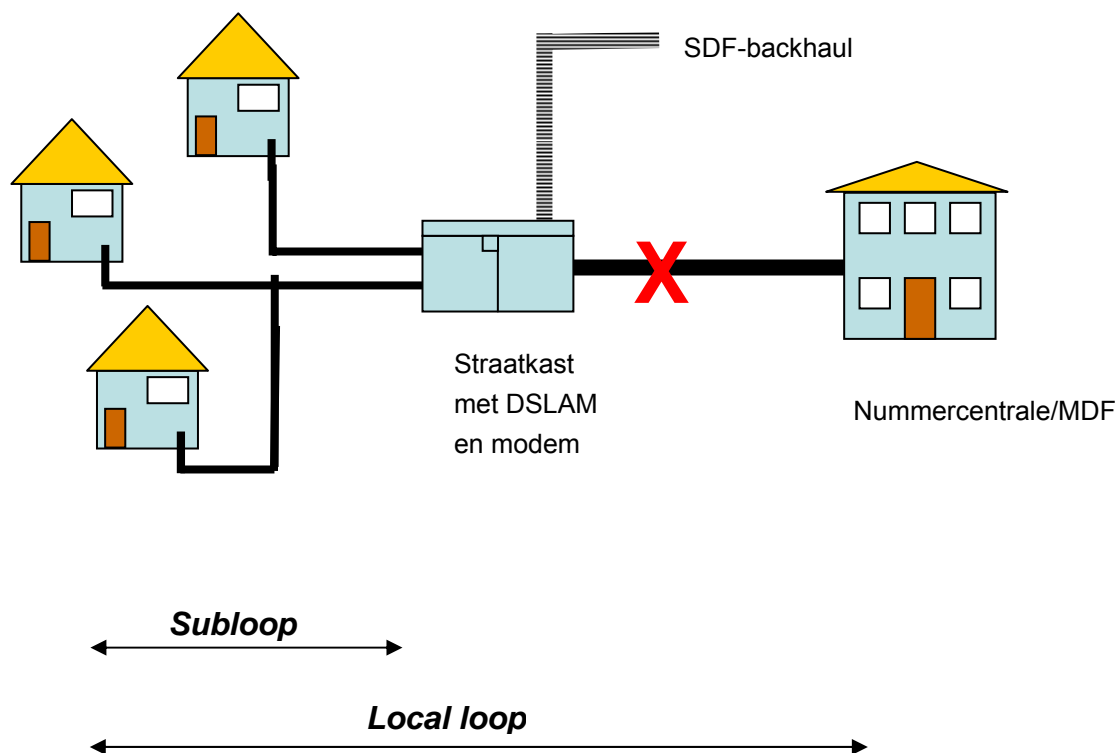 SDF-backhaul
Straatkast
met DSLAM
en modem
Nummercentrale/MDF
Subloop
Local loop